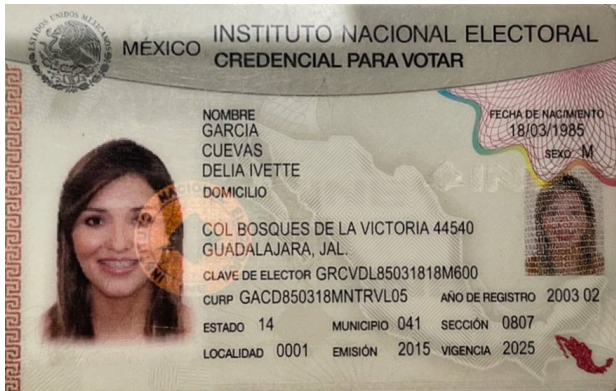 ESTADOS UNIDOS MEXICANOS
MÉXICO
INSTITUTO NACIONAL ELECTORAL
CREDENCIAL PARA VOTAR
NOMBRE
GARCIA
CUEVAS
DELIA IVETTE
FECHA DE NACIMIENTO
18/03/1985
SEXO M
DOMICILIO
COL BOSQUES DE LA VICTORIA 44540
GUADALAJARA, JAL.
CLAVE DE ELECTOR GRCVDL85031818M600
CURP GACD850318MNTRVL05 AÑO DE REGISTRO 2003 02
ESTADO 14 MUNICIPIO 041 SECCIÓN 0807
LOCALIDAD 0001 EMISIÓN 2015 VIGENCIA 2025